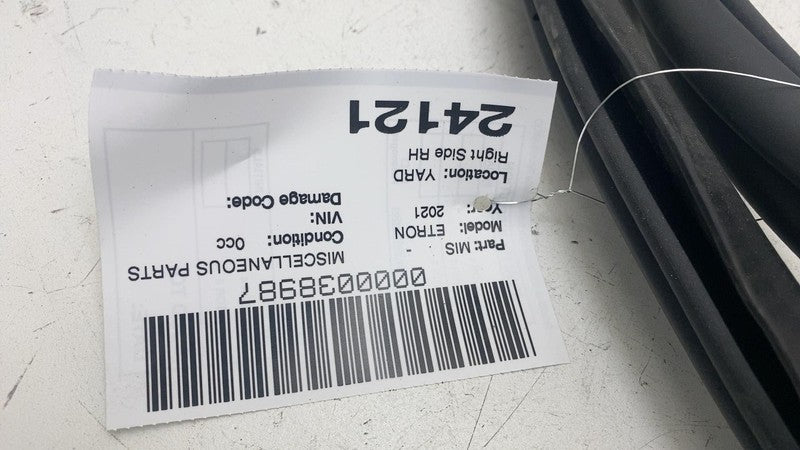 0000038987
Part: MIS - MISCELLANEOUS PARTS
Model: ETRON Condition: 0cc
Year: 2021 VIN:
Damage Code:
Location: YARD
Right Side RH
24121